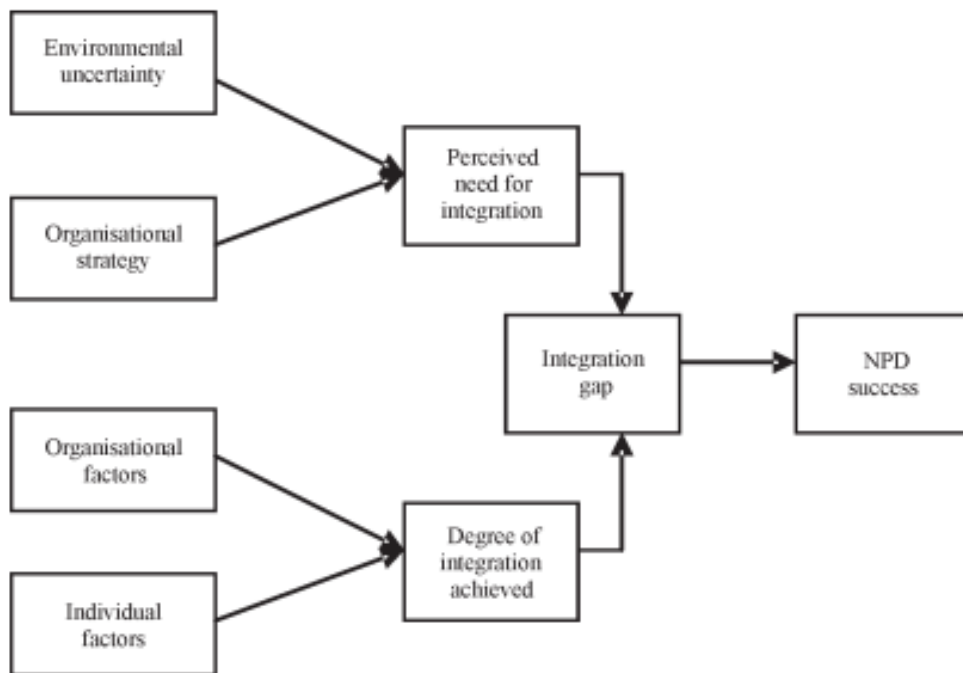 Environmental
uncertainty
Organisational
strategy
Perceived
need for
integration
Integration
gap
NPD
success
Organisational
factors
Individual
factors
Degree of
integration
achieved